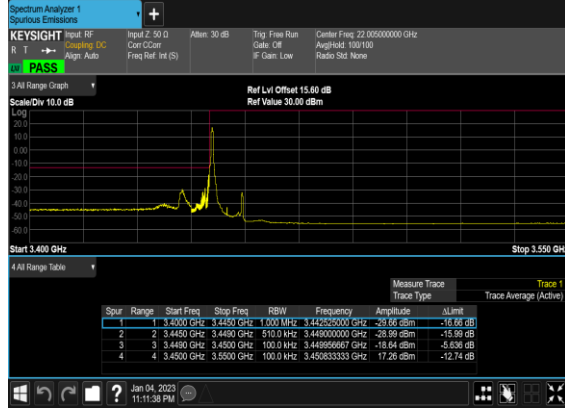 Spectrum Analyzer 1
Spurious Emissions
KEYSIGHT Input: RF Input Z: 50 Ω Atten: 30 dB Trig: Free Run Center Freq: 22.005000000 GHz
R T Coupling: DC Corr CCorr Gate: Off Avg|Hold: 100/100
Align: Auto Freq Ref: Int (S) IF Gain: Low Radio Std: None
PASS
3 All Range Graph
Ref Lvl Offset 15.60 dB
Scale/Div 10.0 dB Ref Value 30.00 dBm
Log
20.0
10.0
0.00
-10.0
-20.0
-30.0
-40.0
-50.0
-60.0
Start 3.400 GHz Stop 3.550 GH
4 All Range Table
Measure Trace Trace 1
Trace Type Trace Average (Active)
Spur Range Start Freq Stop Freq RBW Frequency Amplitude ΔLimit
1 1 3.4000 GHz 3.4450 GHz 1.000 MHz 3.442525000 GHz -29.66 dBm -16.66 dB
2 2 3.4450 GHz 3.4490 GHz 510.0 kHz 3.449000000 GHz -28.99 dBm -15.99 dB
3 3 3.4490 GHz 3.4500 GHz 100.0 kHz 3.449956667 GHz -18.64 dBm -5.636 dB
4 4 3.4500 GHz 3.5500 GHz 100.0 kHz 3.450833333 GHz 17.26 dBm -12.74 dB
? Jan 04, 2023
11:11:38 PM